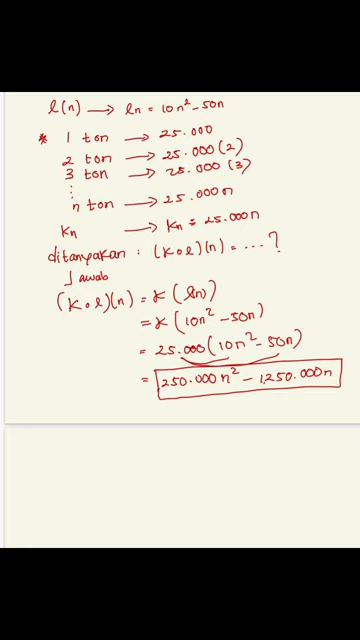 l(n) → ln = 10n² - 50n
* 1 ton → 25.000
2 ton → 25.000(2)
3 ton → 25.000 (3)
⋮
n ton → 25.000n
kn → kn = 25.000n
ditanyakan : (k∘l)(n) = .... ?
Jawab
(k∘l)(n) = k(ln)
= k(10n² - 50n)
= 25.000(10n² - 50n)
= 250.000n² - 1.250.000n